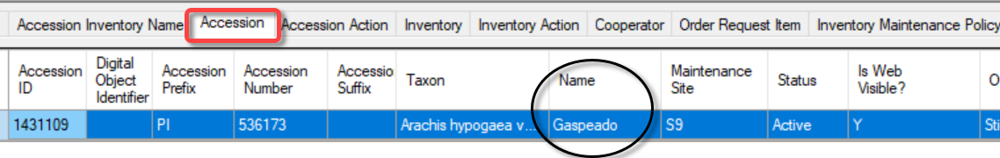 Accession Inventory Name Accession Accession Action Inventory Inventory Action Cooperator Order Request Item Inventory Maintenance Policy
Accession ID Digital Object Identifier Accession Prefix Accession Number Accessio Suffix Taxon Name Maintenance Site Status Is Web Visible? O
1431109 PI 536173 Arachis hypogaea v... Gaspeado S9 Active Y Sti